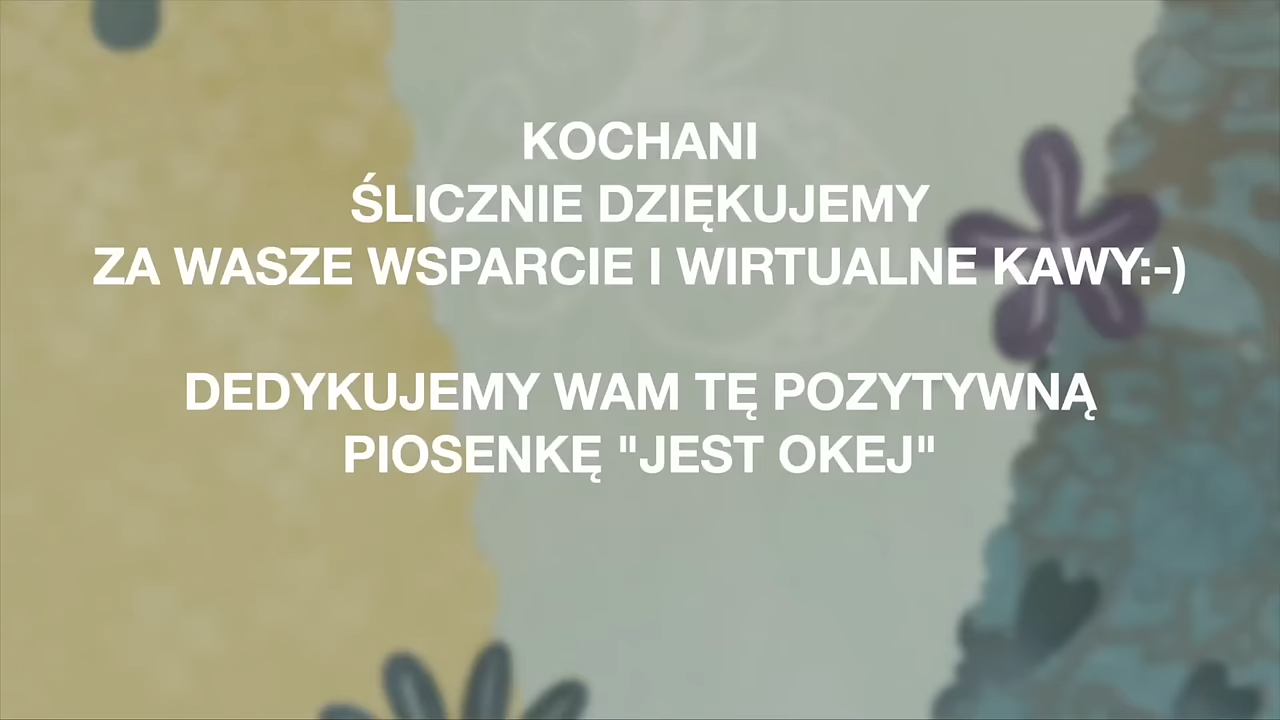 KOCHANI
ŚLICZNIE DZIĘKUJEMY
ZA WASZE WSPARCIE I WIRTUALNE KAWY:-)
DEDYKUJEMY WAM TĘ POZYTYWNĄ
PIOSENKĘ "JEST OKEJ"